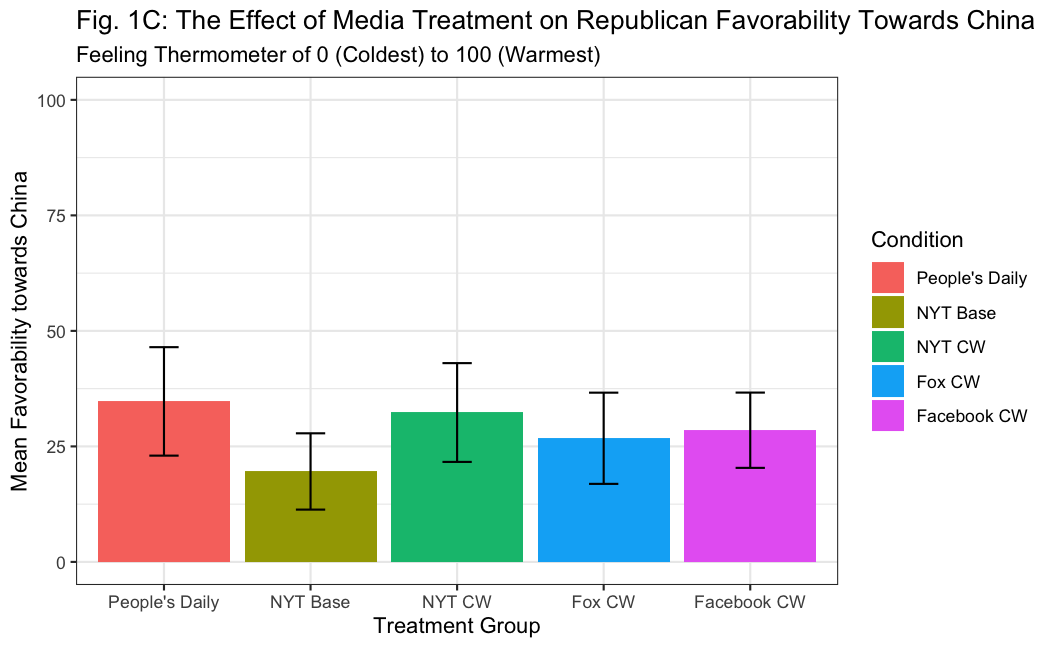 Fig. 1C: The Effect of Media Treatment on Republican Favorability Towards China
Feeling Thermometer of 0 (Coldest) to 100 (Warmest)
Mean Favorability towards China
100
75
50
25
0
People's Daily
NYT Base
NYT CW
Fox CW
Facebook CW
Treatment Group
Condition
People's Daily
NYT Base
NYT CW
Fox CW
Facebook CW